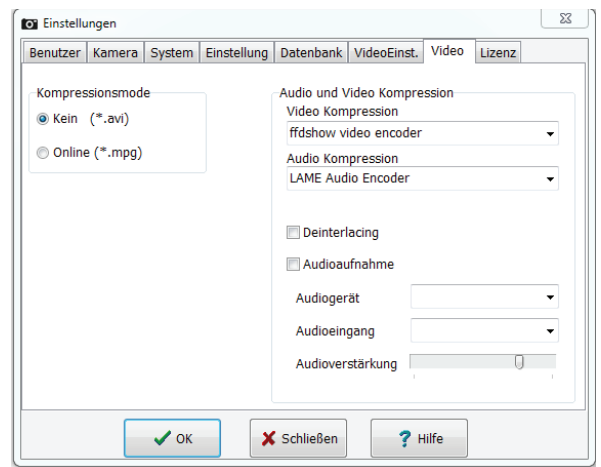 Einstellungen
Benutzer Kamera System Einstellung Datenbank VideoEinst. Video Lizenz
Kompressionsmode
Kein (*.avi)
Online (*.mpg)
Audio und Video Kompression
Video Kompression
ffdshow video encoder
Audio Kompression
LAME Audio Encoder
Deinterlacing
Audioaufnahme
Audiogerät
Audioeingang
Audioverstärkung
OK Schließen ? Hilfe